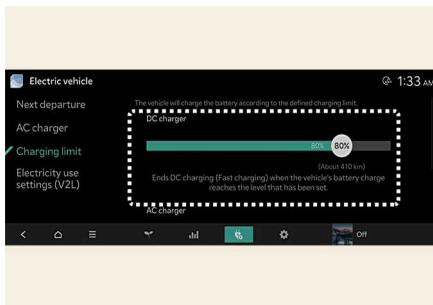 Electric vehicle
1:33 AM
Next departure
AC charger
Charging limit
Electricity use
settings (V2L)
The vehicle will charge the battery according to the defined charging limit.
DC charger
80% 80%
(About 410 km)
Ends DC charging (Fast charging) when the vehicle's battery charge
reaches the level that has been set.
AC charger
Off